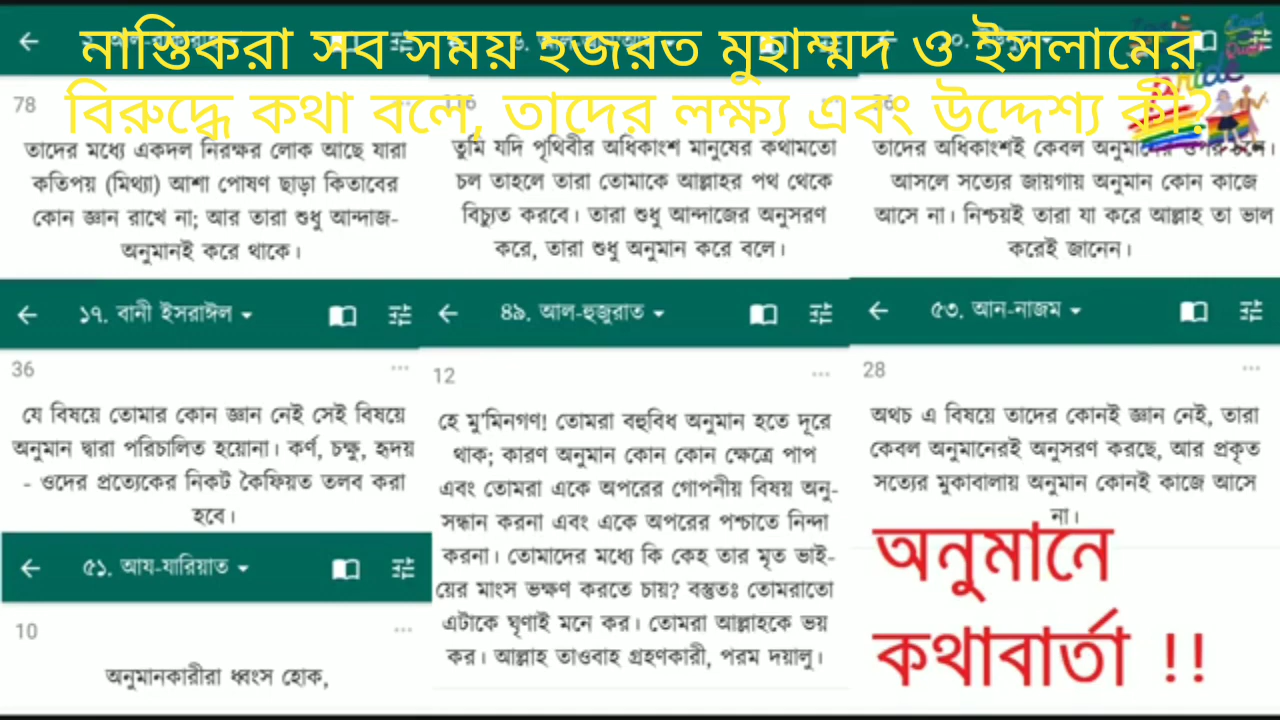 নাস্তিকরা সব সময় হজরত মুহাম্মদ ও ইসলামের
বিরুদ্ধে কথা বলে, তাদের লক্ষ্য এবং উদ্দেশ্য কী?
78
তাদের মধ্যে একদল নিরক্ষর লোক আছে যারা
কতিপয় (মিথ্যা) আশা পোষণ ছাড়া কিতাবের
কোন জ্ঞান রাখে না; আর তারা শুধু আন্দাজ-
অনুমানই করে থাকে।
116
তুমি যদি পৃথিবীর অধিকাংশ মানুষের কথামতো
চল তাহলে তারা তোমাকে আল্লাহর পথ থেকে
বিচ্যুত করবে। তারা শুধু আন্দাজের অনুসরণ
করে, তারা শুধু অনুমান করে বলে।
তাদের অধিকাংশই কেবল অনুমানের উপর চলে।
আসলে সত্যের জায়গায় অনুমান কোন কাজে
আসে না। নিশ্চয়ই তারা যা করে আল্লাহ তা ভাল
করেই জানেন।
১৭. বানী ইসরাঈল
36
যে বিষয়ে তোমার কোন জ্ঞান নেই সেই বিষয়ে
অনুমান দ্বারা পরিচালিত হয়োনা। কর্ণ, চক্ষু, হৃদয়
- ওদের প্রত্যেকের নিকট কৈফিয়ত তলব করা
হবে।
৪৯. আল-হুজুরাত
12
হে মু'মিনগণ! তোমরা বহুবিধ অনুমান হতে দূরে
থাক; কারণ অনুমান কোন কোন ক্ষেত্রে পাপ
এবং তোমরা একে অপরের গোপনীয় বিষয় অনু-
সন্ধান করনা এবং একে অপরের পশ্চাতে নিন্দা
করনা। তোমাদের মধ্যে কি কেহ তার মৃত ভাই-
য়ের মাংস ভক্ষণ করতে চায়? বস্তুতঃ তোমরাতো
এটাকে ঘৃণাই মনে কর। তোমরা আল্লাহকে ভয়
কর। আল্লাহ তাওবাহ গ্রহণকারী, পরম দয়ালু।
৫৩. আন-নাজম
28
অথচ এ বিষয়ে তাদের কোনই জ্ঞান নেই, তারা
কেবল অনুমানেরই অনুসরণ করছে, আর প্রকৃত
সত্যের মুকাবালায় অনুমান কোনই কাজে আসে
না।
৫১. আয-যারিয়াত
10
অনুমানকারীরা ধ্বংস হোক,
অনুমানে
কথাবার্তা !!